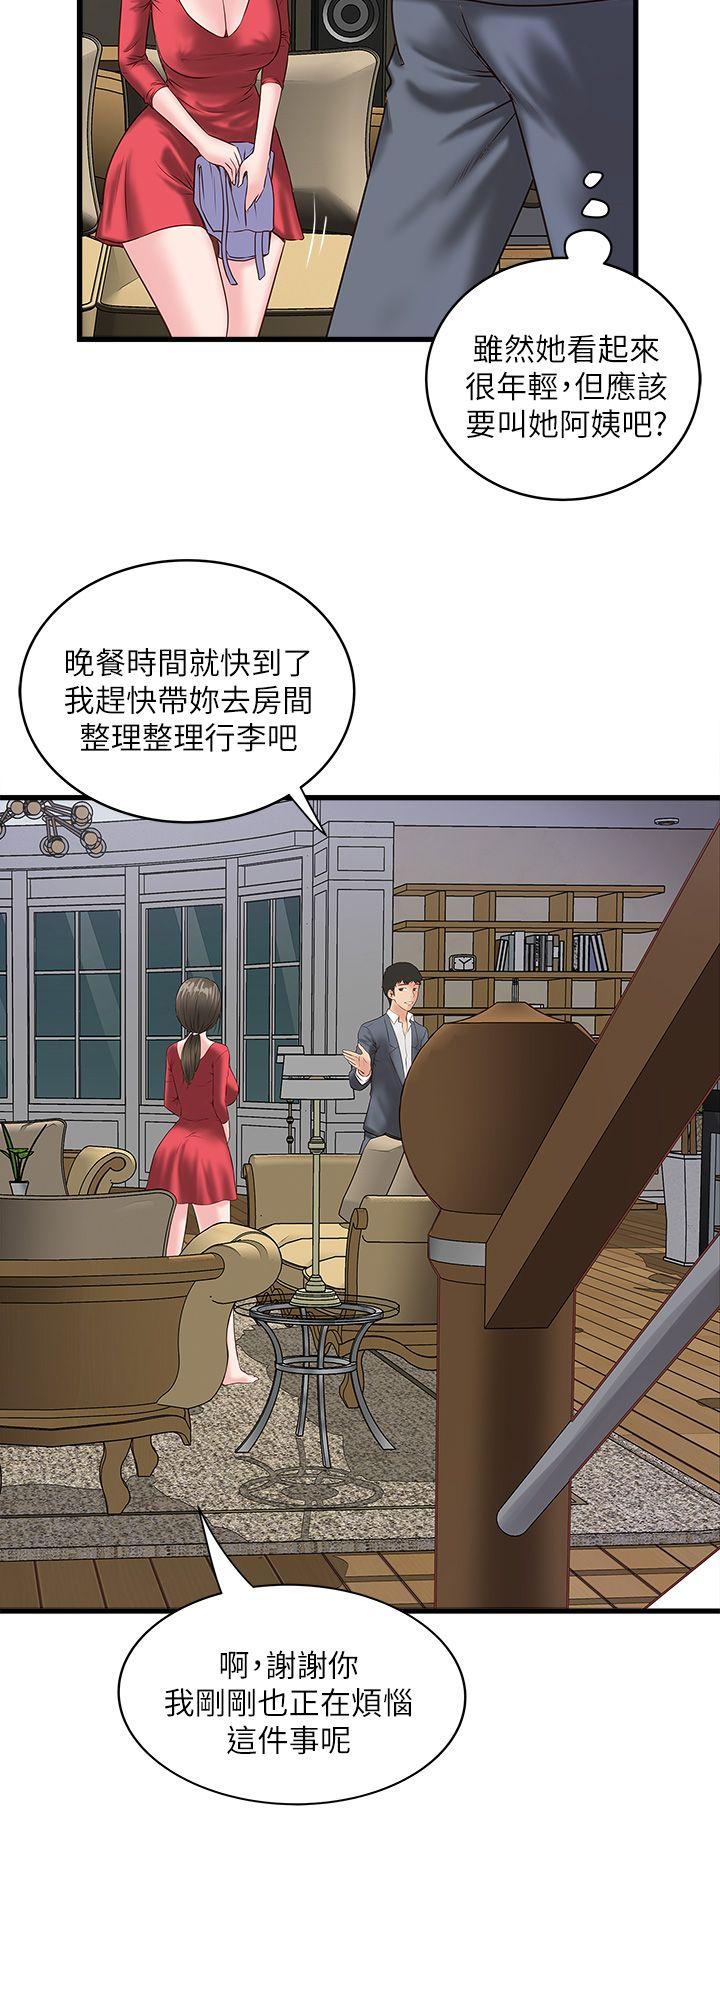 雖然她看起來
很年輕,但應該
要叫她阿姨吧?
晚餐時間就快到了
我趕快帶妳去房間
整理整理行李吧
啊,謝謝你
我剛剛也正在煩惱
這件事呢